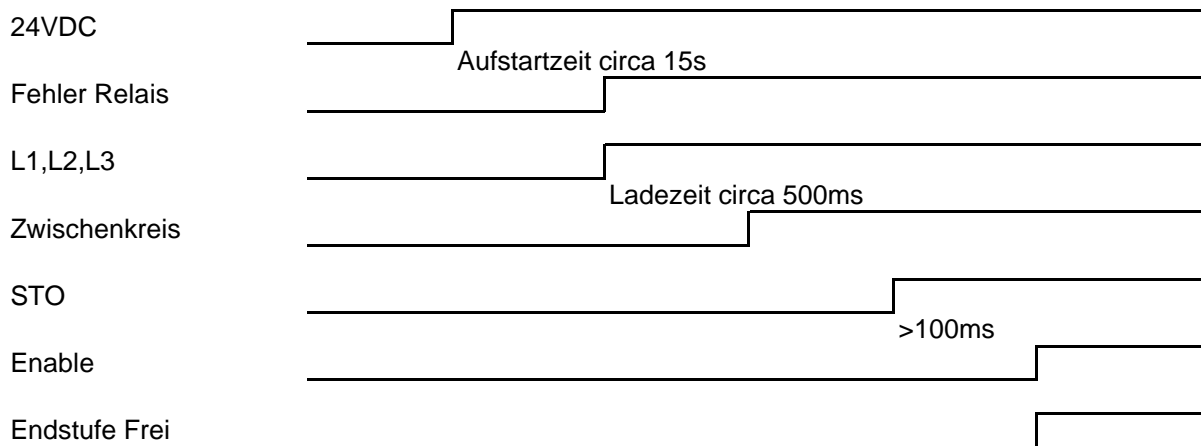 24VDC
Aufstartzeit circa 15s
Fehler Relais
L1,L2,L3
Ladezeit circa 500ms
Zwischenkreis
STO
>100ms
Enable
Endstufe Frei